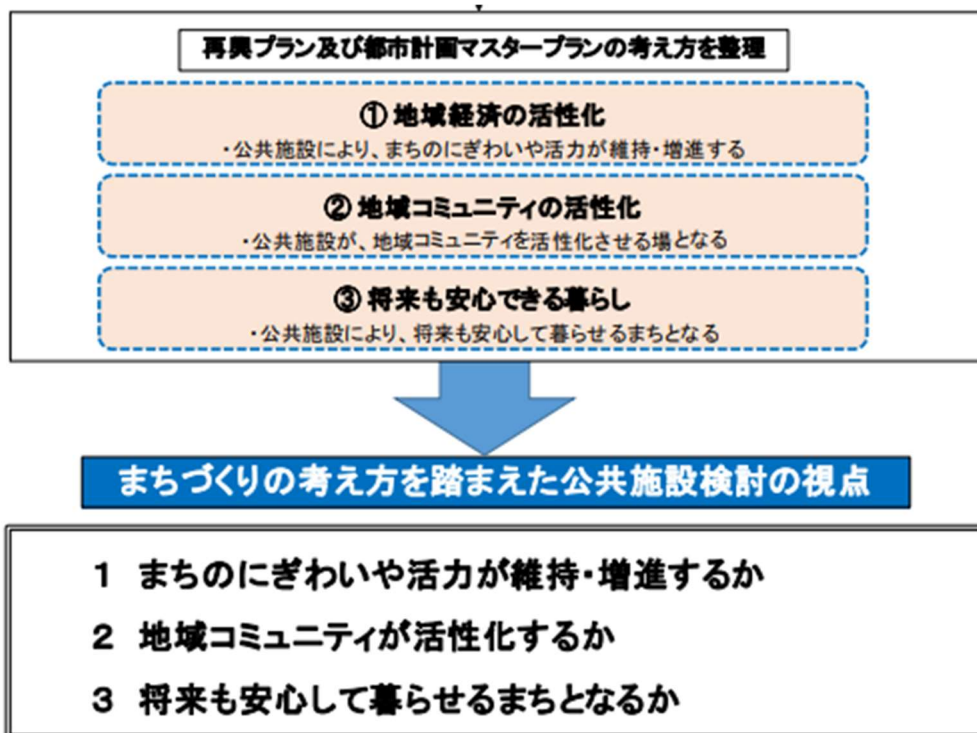 再興プラン及び都市計画マスタープランの考え方を整理
① 地域経済の活性化
・公共施設により、まちのにぎわいや活力が維持・増進する
② 地域コミュニティの活性化
・公共施設が、地域コミュニティを活性化させる場となる
③ 将来も安心できる暮らし
・公共施設により、将来も安心して暮らせるまちとなる
まちづくりの考え方を踏まえた公共施設検討の視点
1 まちのにぎわいや活力が維持・増進するか
2 地域コミュニティが活性化するか
3 将来も安心して暮らせるまちとなるか